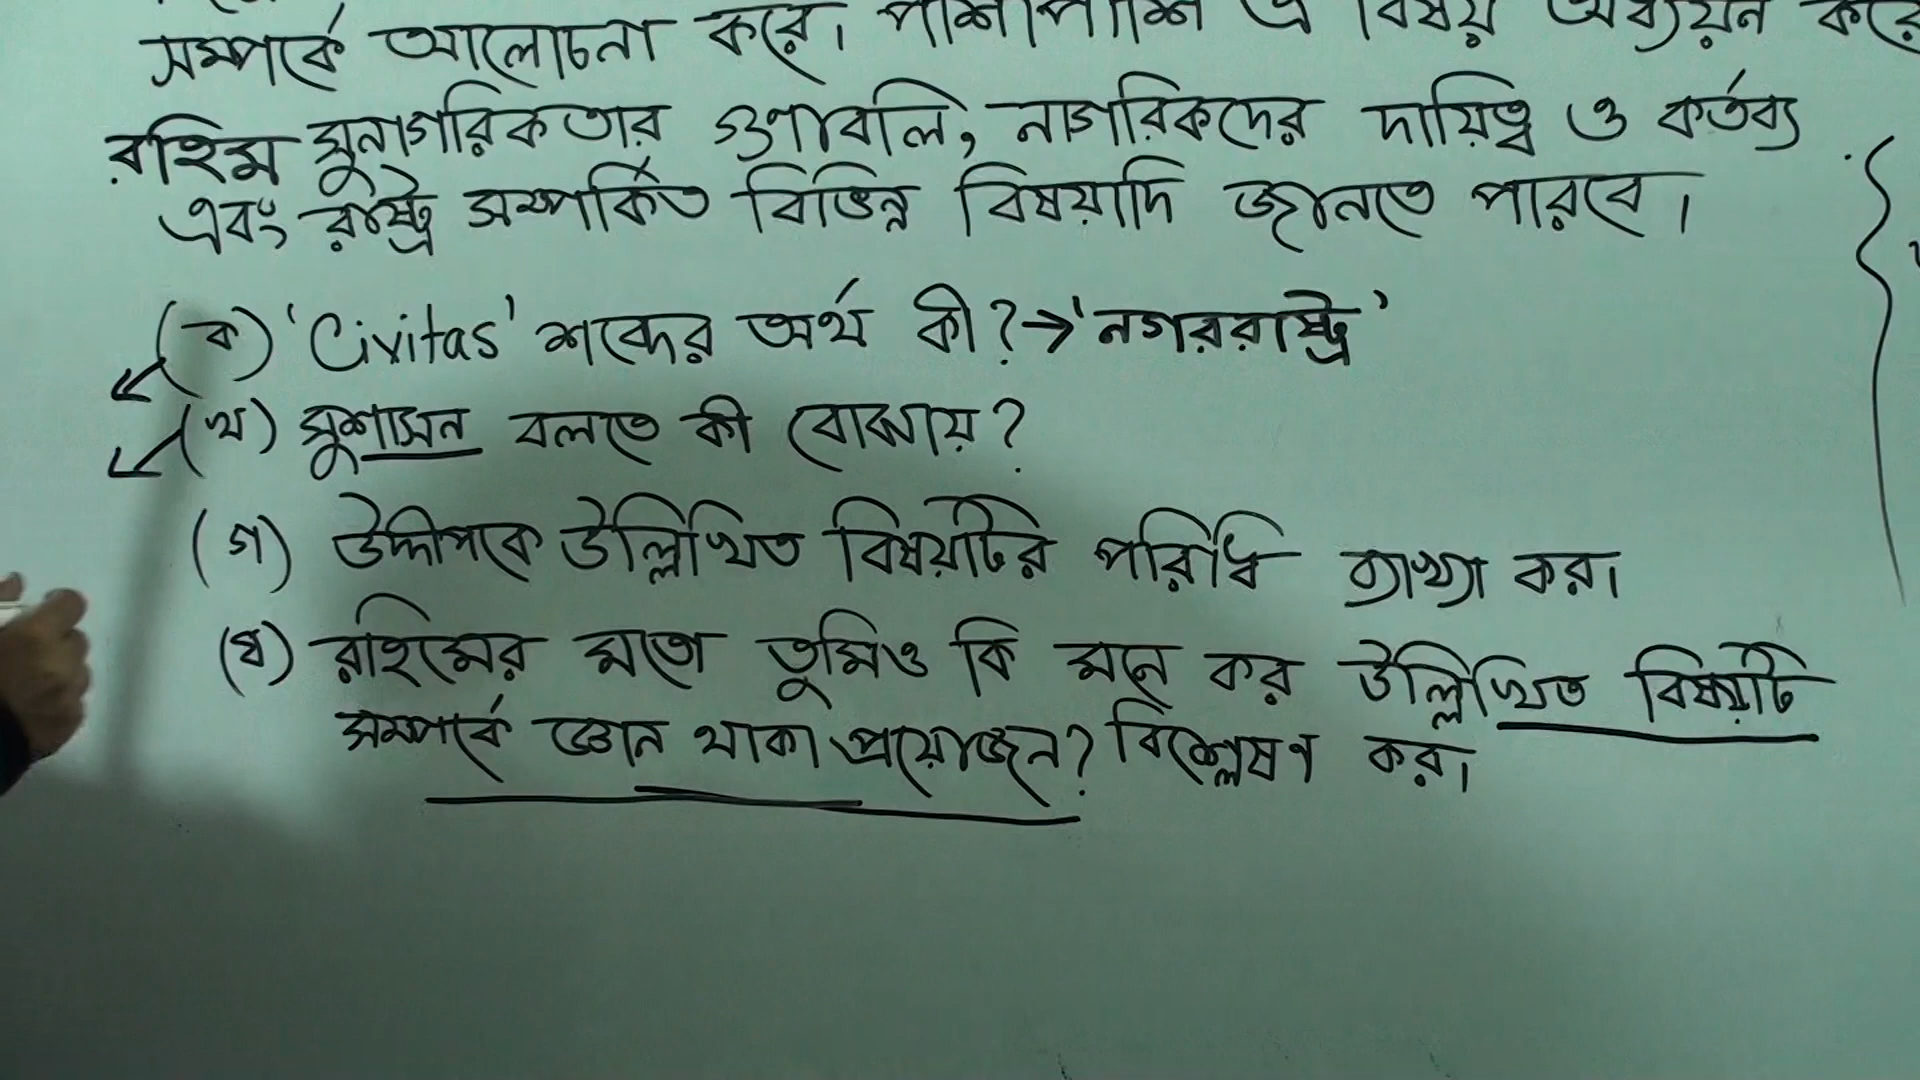 সম্পর্কে আলোচনা করে। পাশাপাশি এ বিষয় অধ্যয়ন করে
রহিম সুনাগরিকতার গুণাবলি, নাগরিকদের দায়িত্ব ও কর্তব্য
এবং রাষ্ট্র সম্পর্কিত বিভিন্ন বিষয়াদি জানতে পারবে।
(ক) 'Civitas' শব্দের অর্থ কী? → 'নগররাষ্ট্র'
(খ) সুশাসন বলতে কী বোঝায়?
(গ) উদ্দীপকে উল্লিখিত বিষয়টির পরিধি ব্যাখ্যা কর।
(ঘ) রহিমের মতো তুমিও কি মনে কর উল্লিখিত বিষয়টি
সম্পর্কে জ্ঞান থাকা প্রয়োজন? বিশ্লেষণ কর।